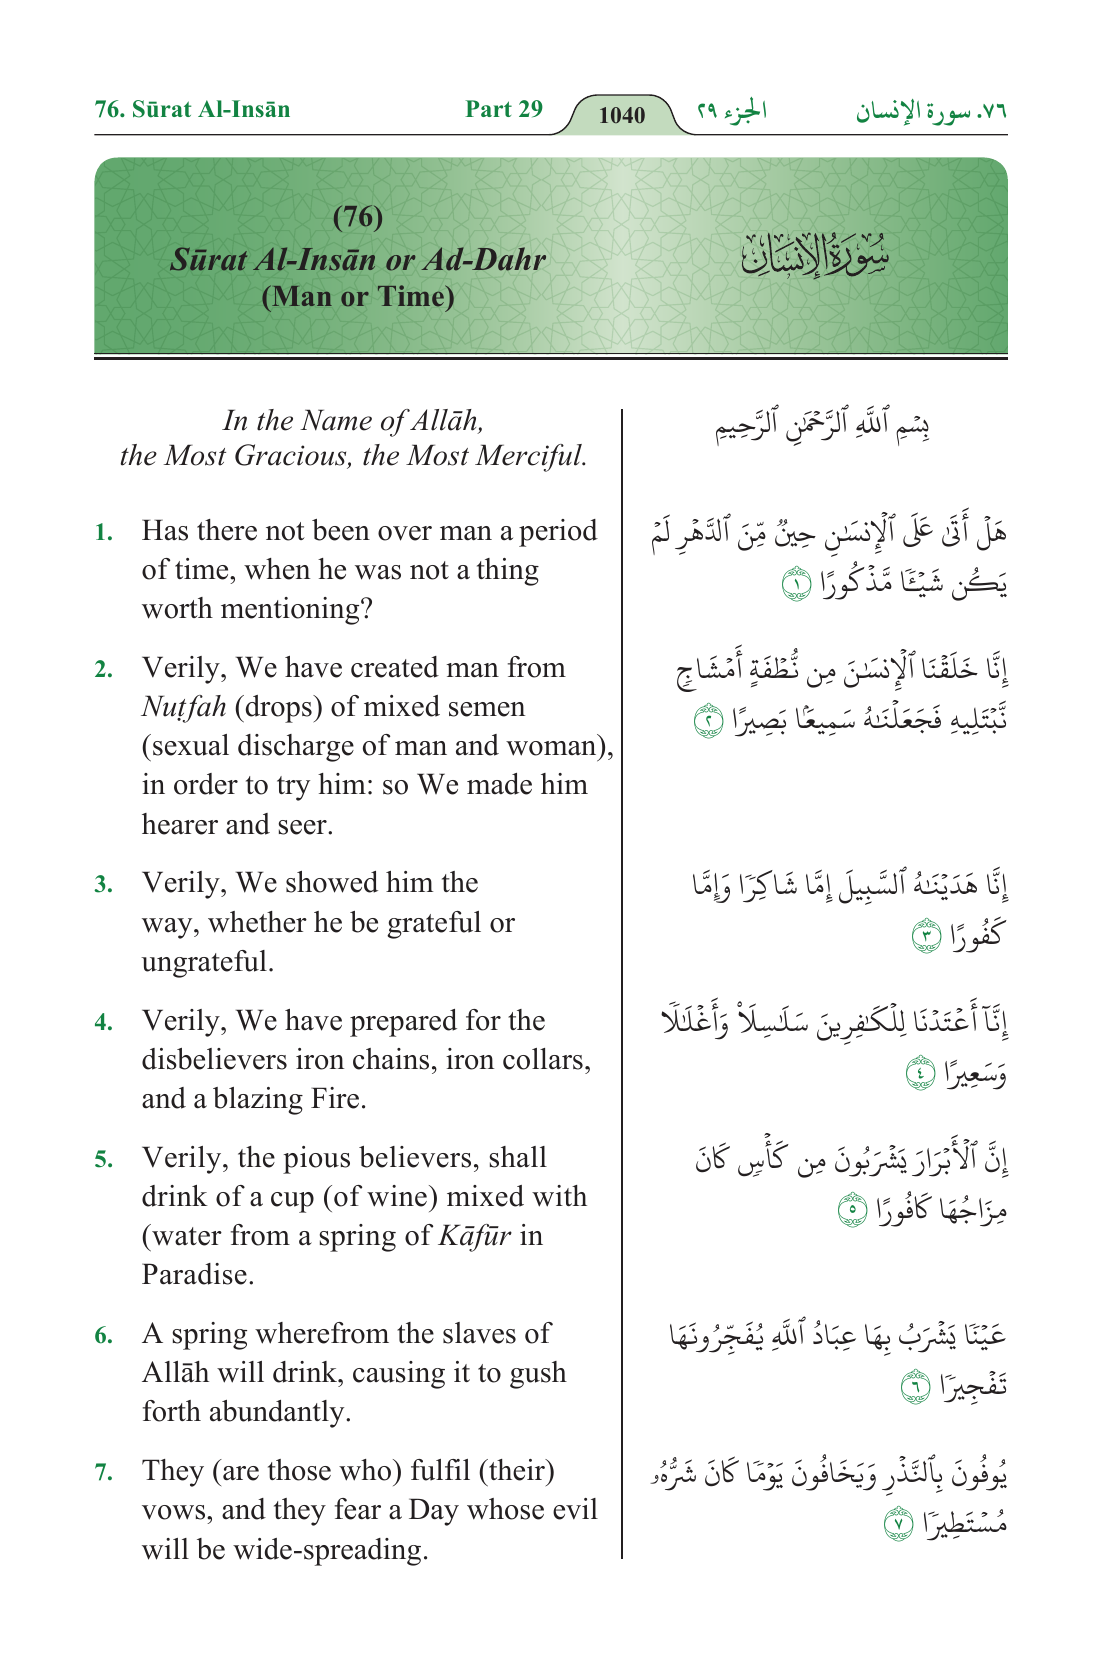 76. Sūrat Al-Insān Part 29 1040 الجزء ٢٩ ٧٦. سورة الإنسان
(76)
Sūrat Al-Insān or Ad-Dahr
(Man or Time)
سُورَةُ الإِنسَانِ
In the Name of Allāh,
the Most Gracious, the Most Merciful.
بِسْمِ ٱللَّهِ ٱلرَّحْمَٰنِ ٱلرَّحِيمِ
1. Has there not been over man a period
of time, when he was not a thing
worth mentioning?
هَلْ أَتَىٰ عَلَى ٱلْإِنسَٰنِ حِينٌ مِّنَ ٱلدَّهْرِ لَمْ
يَكُن شَيْـًٔا مَّذْكُورًا ١
2. Verily, We have created man from
Nuṭfah (drops) of mixed semen
(sexual discharge of man and woman),
in order to try him: so We made him
hearer and seer.
إِنَّا خَلَقْنَا ٱلْإِنسَٰنَ مِن نُّطْفَةٍ أَمْشَاجٍ
نَّبْتَلِيهِ فَجَعَلْنَٰهُ سَمِيعًۢا بَصِيرًا ٢
3. Verily, We showed him the
way, whether he be grateful or
ungrateful.
إِنَّا هَدَيْنَٰهُ ٱلسَّبِيلَ إِمَّا شَاكِرًا وَإِمَّا
كَفُورًا ٣
4. Verily, We have prepared for the
disbelievers iron chains, iron collars,
and a blazing Fire.
إِنَّآ أَعْتَدْنَا لِلْكَٰفِرِينَ سَلَٰسِلَا۟ وَأَغْلَٰلًا
وَسَعِيرًا ٤
5. Verily, the pious believers, shall
drink of a cup (of wine) mixed with
(water from a spring of Kāfūr in
Paradise.
إِنَّ ٱلْأَبْرَارَ يَشْرَبُونَ مِن كَأْسٍ كَانَ
مِزَاجُهَا كَافُورًا ٥
6. A spring wherefrom the slaves of
Allāh will drink, causing it to gush
forth abundantly.
عَيْنًا يَشْرَبُ بِهَا عِبَادُ ٱللَّهِ يُفَجِّرُونَهَا
تَفْجِيرًا ٦
7. They (are those who) fulfil (their)
vows, and they fear a Day whose evil
will be wide-spreading.
يُوفُونَ بِٱلنَّذْرِ وَيَخَافُونَ يَوْمًا كَانَ شَرُّهُۥ
مُسْتَطِيرًا ٧